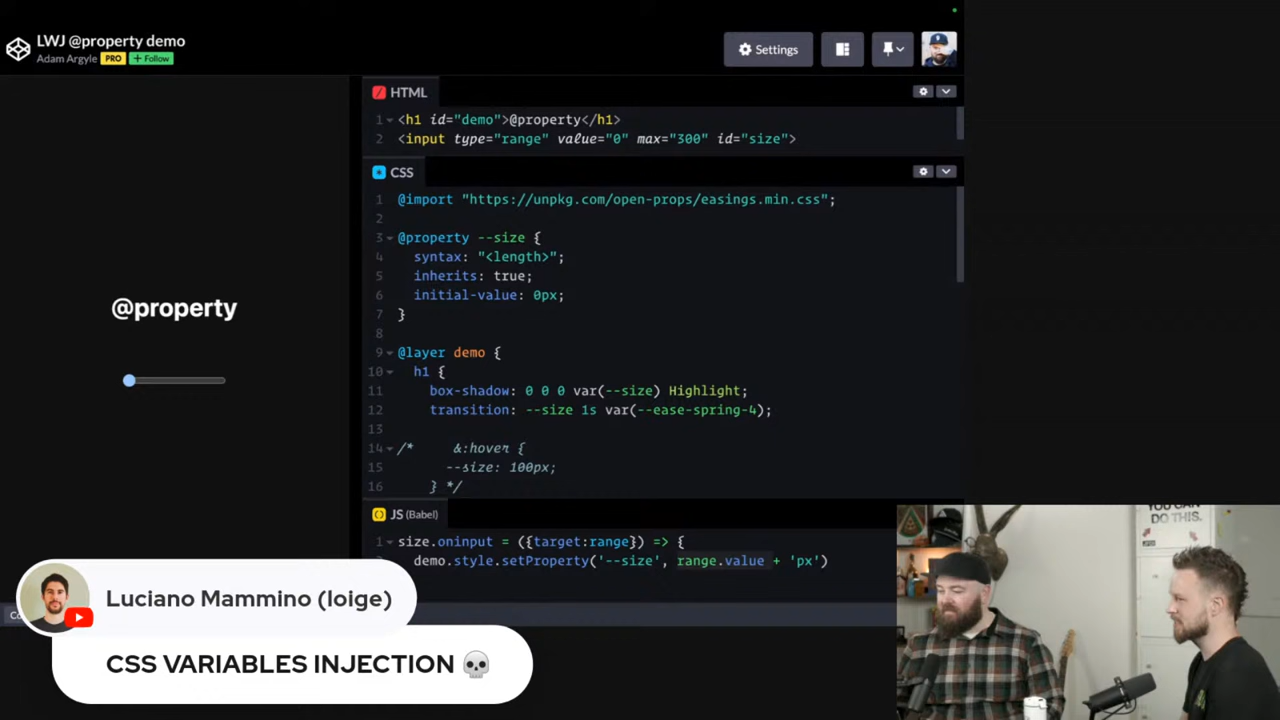 LWJ @property demo
Adam Argyle PRO + Follow
Settings
@property
HTML
1 <h1 id="demo">@property</h1>
2 <input type="range" value="0" max="300" id="size">
CSS
1 @import "https://unpkg.com/open-props/easings.min.css";
2
3 @property --size {
4 syntax: "<length>";
5 inherits: true;
6 initial-value: 0px;
7 }
8
9 @layer demo {
10 h1 {
11 box-shadow: 0 0 0 var(--size) Highlight;
12 transition: --size 1s var(--ease-spring-4);
13
14 /* &:hover {
15 --size: 100px;
16 } */
JS (Babel)
1 size.oninput = ({target:range}) => {
demo.style.setProperty('--size', range.value + 'px')
Luciano Mammino (loige)
CSS VARIABLES INJECTION 💀
YOU CAN
DO THIS.